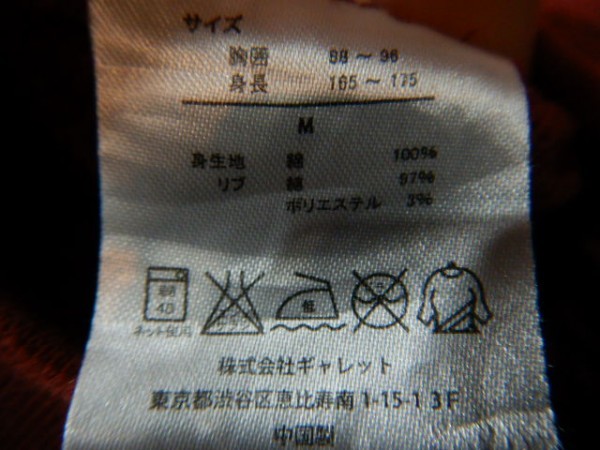 サイズ
胸囲 88～96
身長 165～175
M
身生地 綿 100%
リブ 綿 97%
ポリエステル 3%
40
ネット使用
株式会社ギャレット
東京都渋谷区恵比寿南1-15-1 3F
中国製